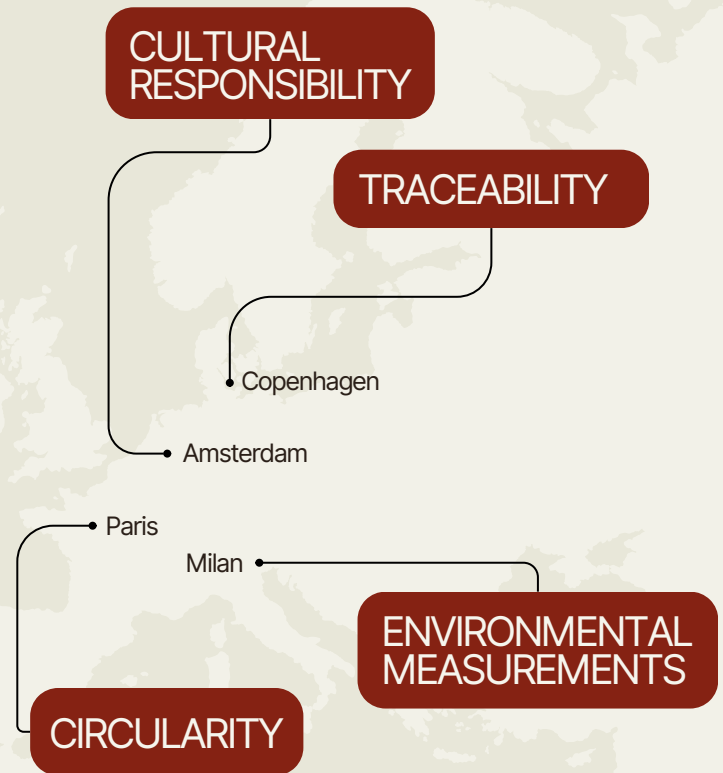 CULTURAL
RESPONSIBILITY
TRACEABILITY
Copenhagen
Amsterdam
Paris
Milan
ENVIRONMENTAL
MEASUREMENTS
CIRCULARITY